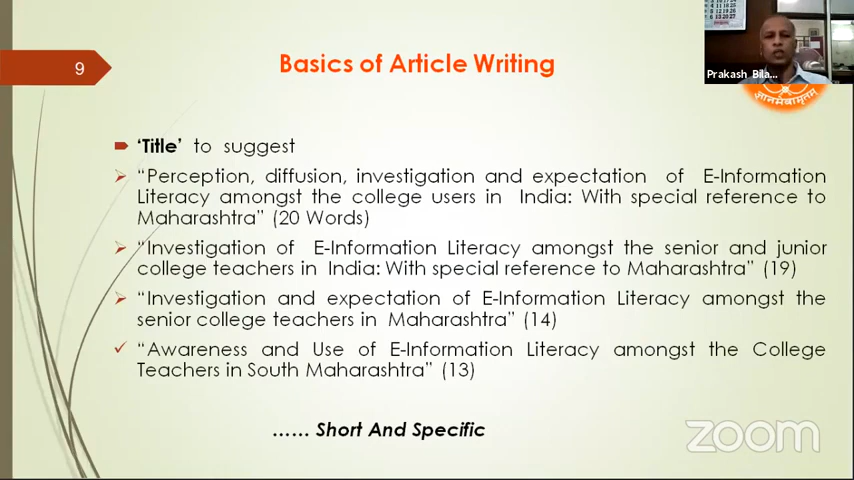 9
Basics of Article Writing
Prakash Bila...
ज्ञानमेवामृतम्
‘Title’ to suggest
“Perception, diffusion, investigation and expectation of E-Information
Literacy amongst the college users in India: With special reference to
Maharashtra” (20 Words)
“Investigation of E-Information Literacy amongst the senior and junior
college teachers in India: With special reference to Maharashtra” (19)
“Investigation and expectation of E-Information Literacy amongst the
senior college teachers in Maharashtra” (14)
“Awareness and Use of E-Information Literacy amongst the College
Teachers in South Maharashtra” (13)
...... Short And Specific
zoom